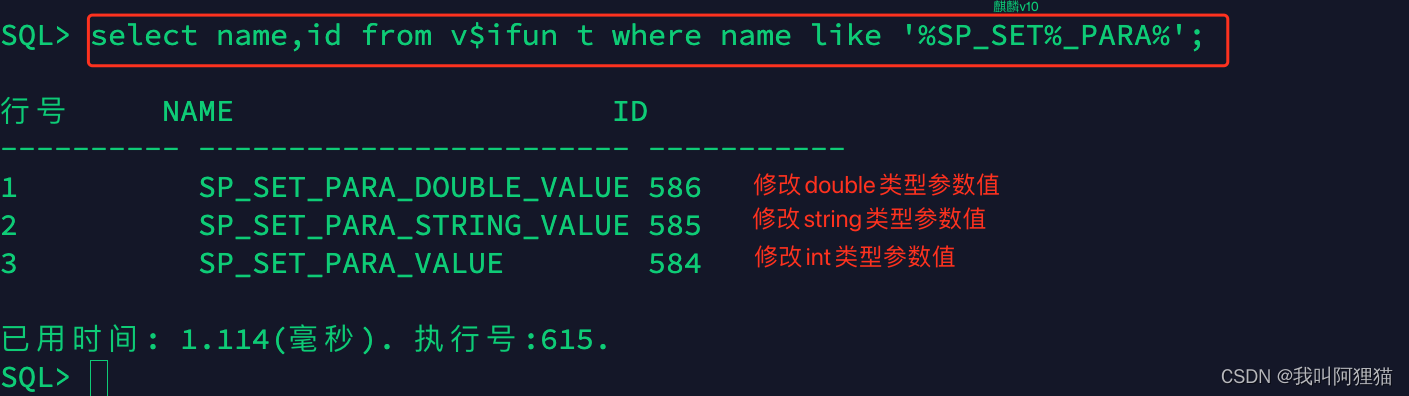 麒麟v10
SQL> select name,id from v$ifun t where name like '%SP_SET%_PARA%';
行号 NAME ID
---------- ------------------------ -----------
1 SP_SET_PARA_DOUBLE_VALUE 586 修改double类型参数值
2 SP_SET_PARA_STRING_VALUE 585 修改string类型参数值
3 SP_SET_PARA_VALUE 584 修改int类型参数值
已用时间: 1.114(毫秒). 执行号:615.
SQL>
CSDN @我叫阿狸猫